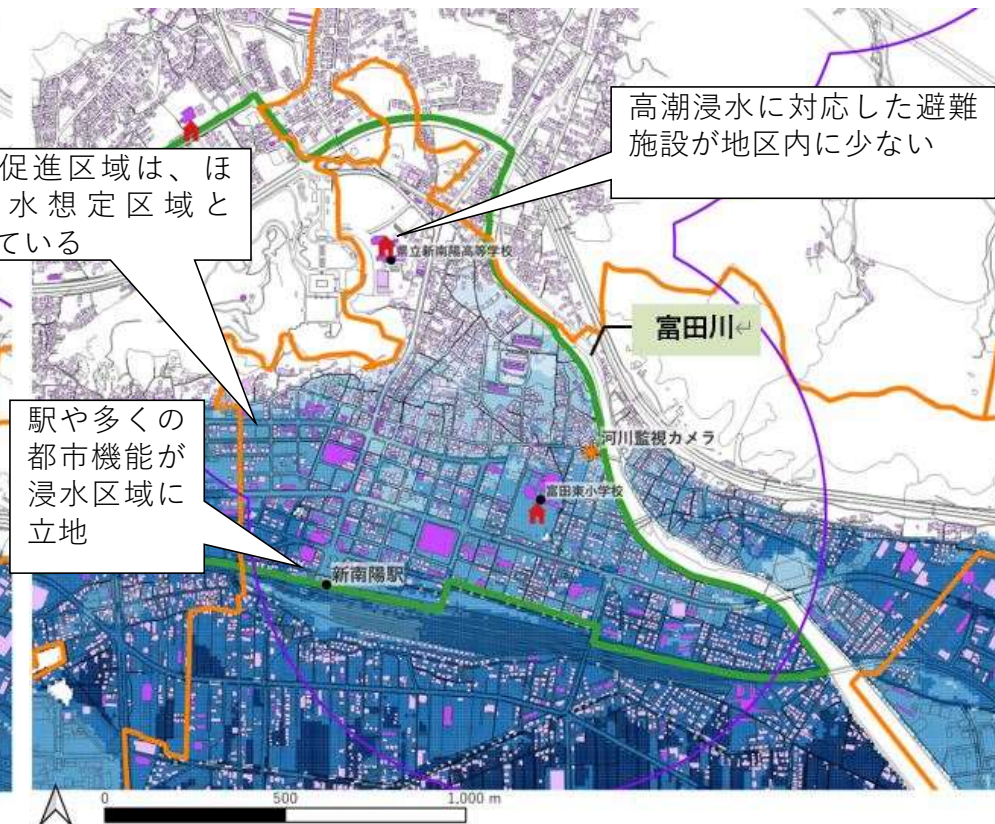 高潮浸水に対応した避難
施設が地区内に少ない
促進区域は、ほ
水想定区域と
ている
県立新南陽高等学校
富田川↵
駅や多くの
都市機能が
浸水区域に
立地
河川監視カメラ
富田東小学校
新南陽駅
0 500 1,000 m